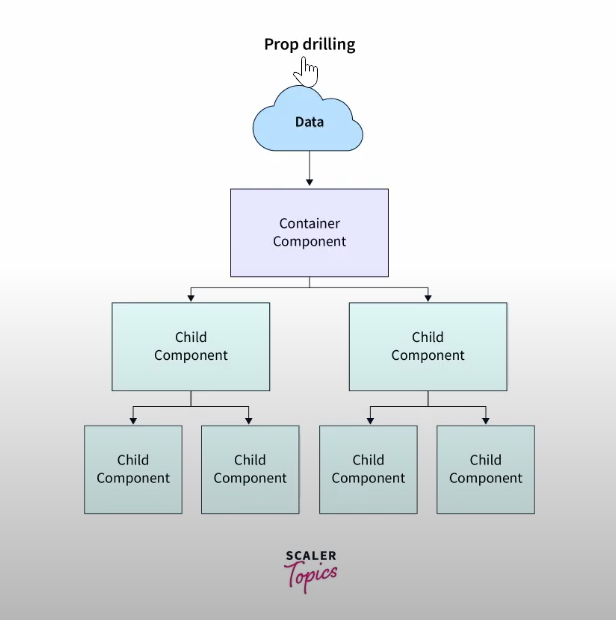 Prop drilling
Data
Container
Component
Child
Component
Child
Component
Child
Component
Child
Component
Child
Component
Child
Component
SCALER
Topics